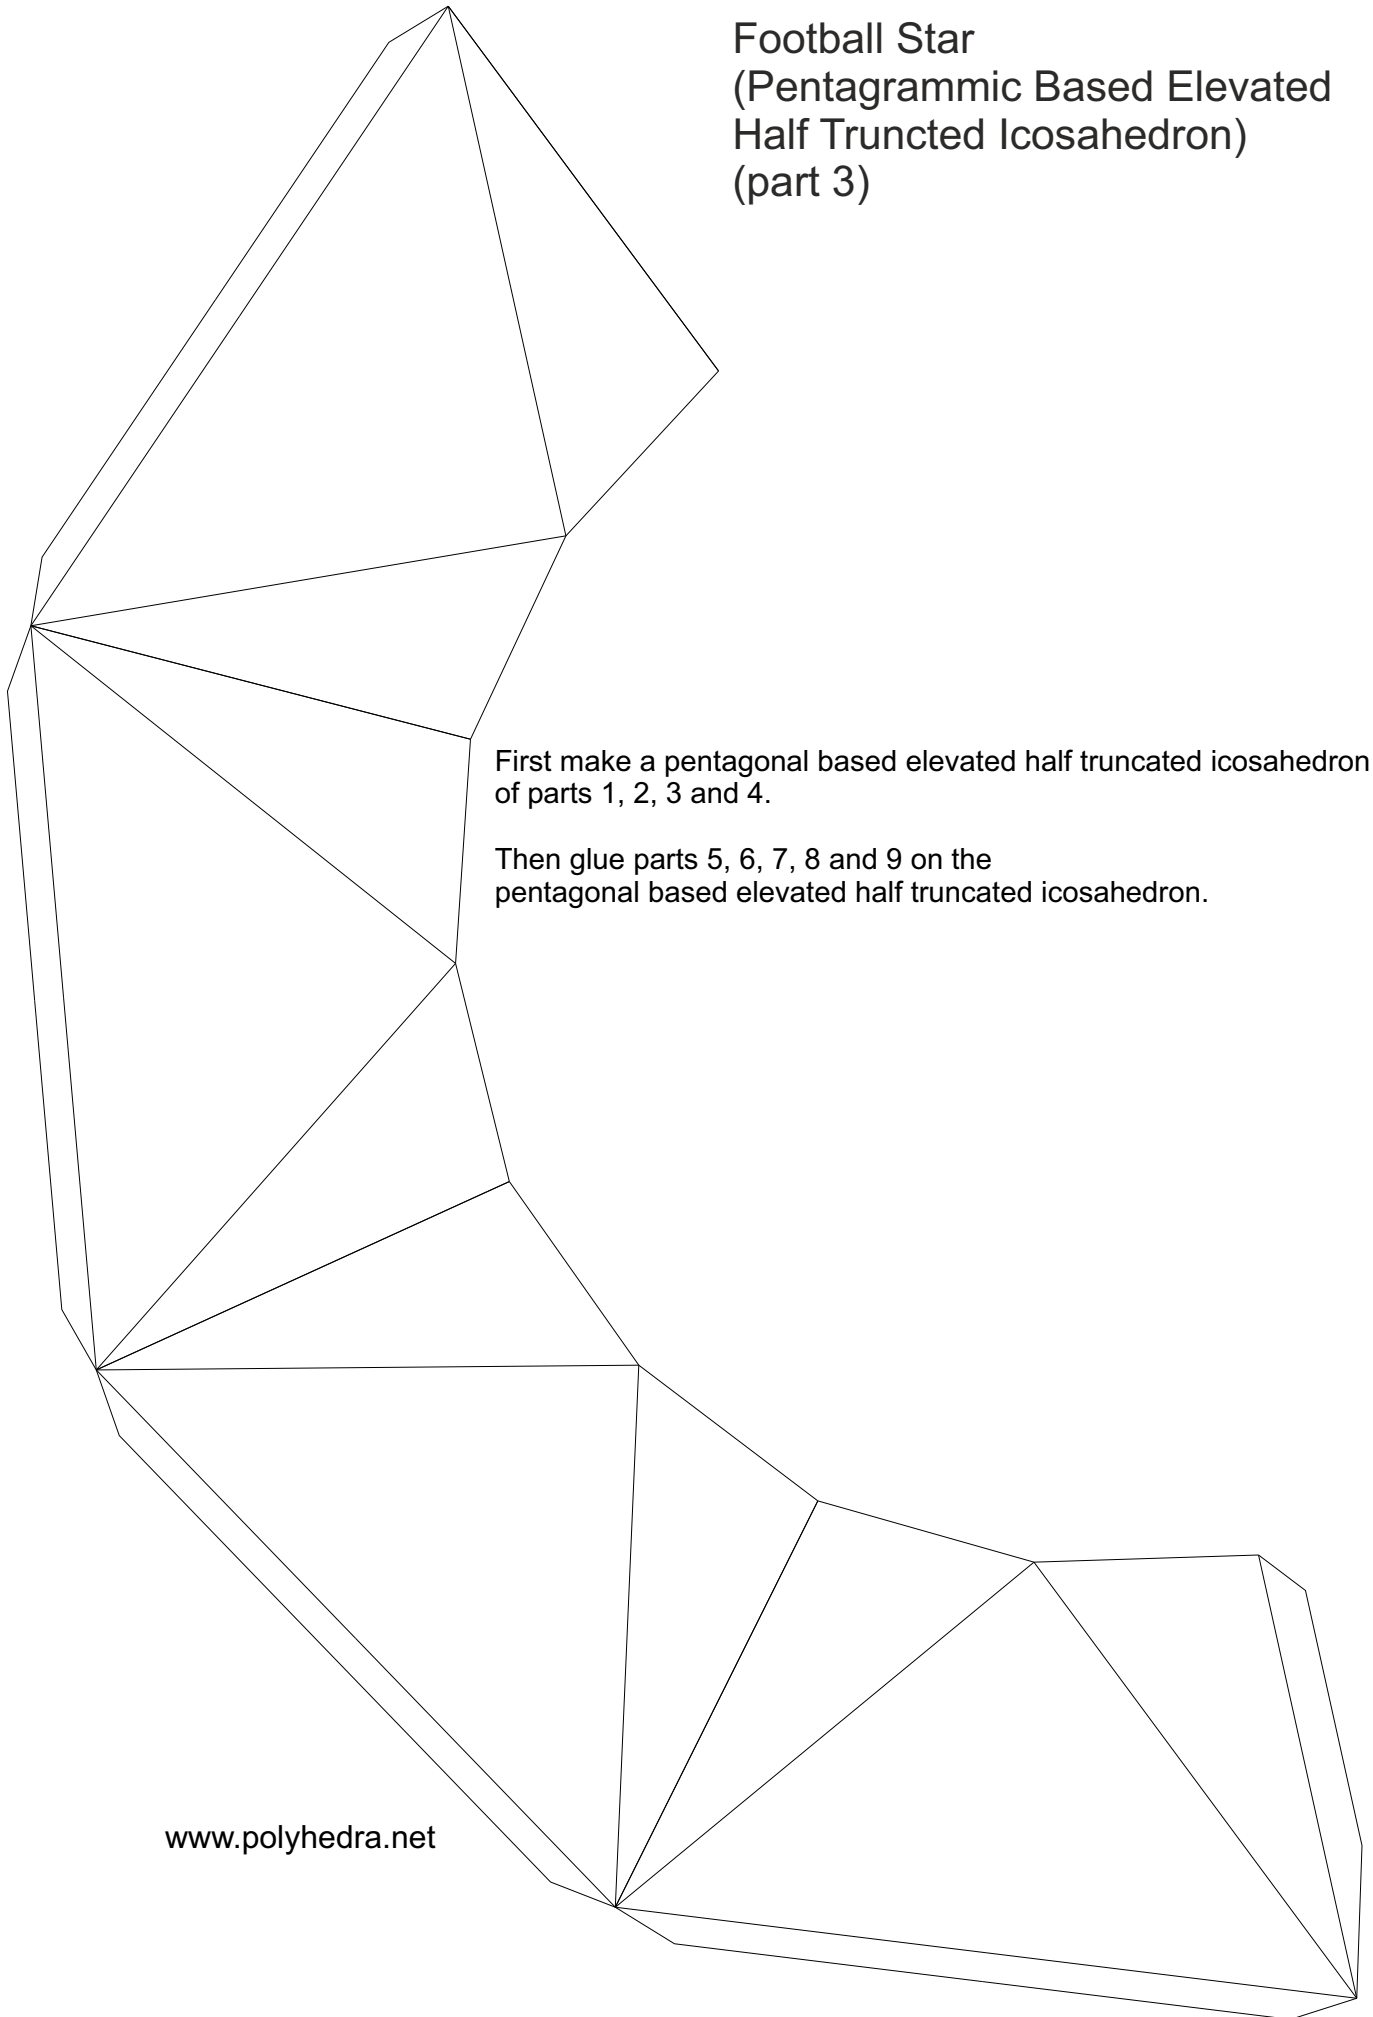 Football Star
(Pentagrammic Based Elevated
Half Truncted Icosahedron)
(part 3)
First make a pentagonal based elevated half truncated icosahedron
of parts 1, 2, 3 and 4.
Then glue parts 5, 6, 7, 8 and 9 on the
pentagonal based elevated half truncated icosahedron.
www.polyhedra.net